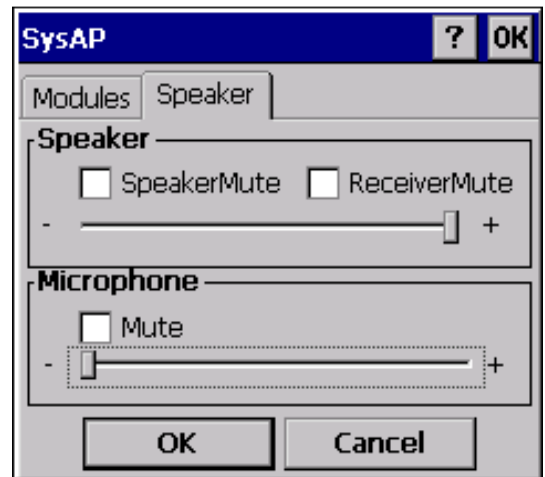 SysAP ? OK
Modules Speaker
Speaker
SpeakerMute ReceiverMute
- +
Microphone
Mute
- +
OK Cancel